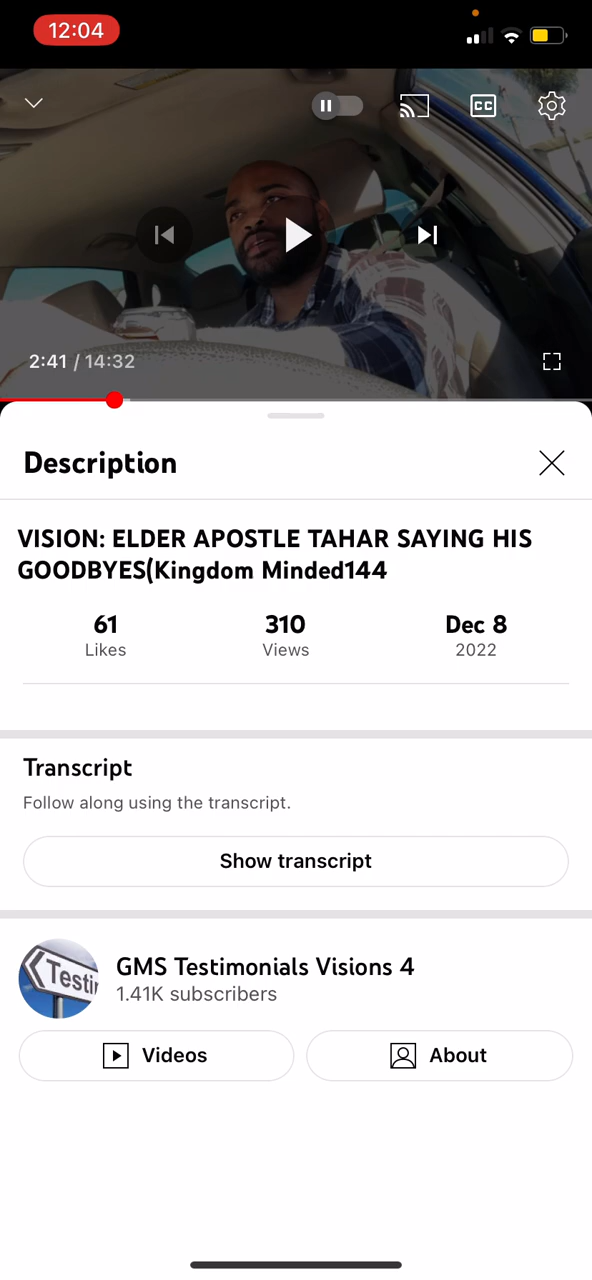 12:04
CC
2:41 / 14:32
Description
VISION: ELDER APOSTLE TAHAR SAYING HIS
GOODBYES(Kingdom Minded144
61 310 Dec 8
Likes Views 2022
Transcript
Follow along using the transcript.
Show transcript
Testi
GMS Testimonials Visions 4
1.41K subscribers
Videos About